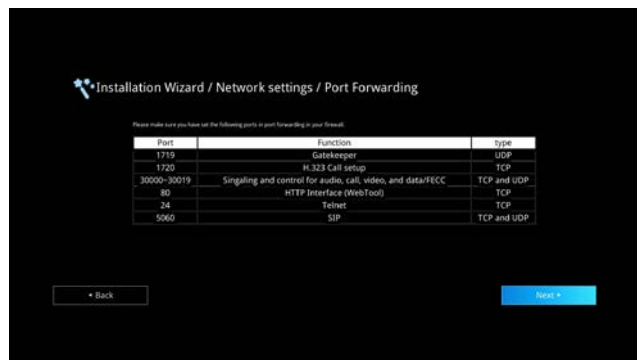 Installation Wizard / Network settings / Port Forwarding
Please make sure you have set the following ports in port forwarding in your firewall.
Port Function type
1719 Gatekeeper UDP
1720 H.323 Call setup TCP
30000~30019 Singaling and control for audio, call, video, and data/FECC TCP and UDP
80 HTTP Interface (WebTool) TCP
24 Telnet TCP
5060 SIP TCP and UDP
Back Next